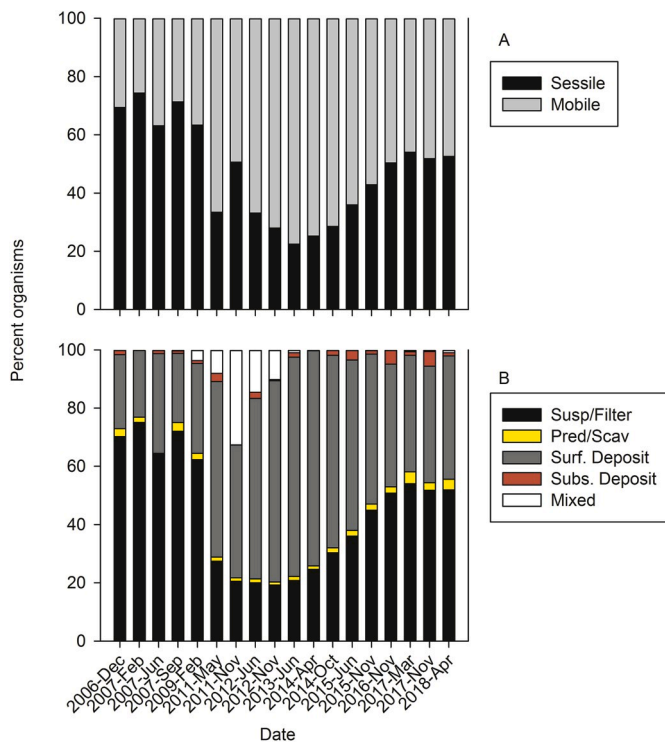 100
A
80
Sessile
Mobile
60
40
20
0
Percent organisms
100
B
80
Susp/Filter
Pred/Scav
60
Surf. Deposit
Subs. Deposit
40
Mixed
20
0
2006-Dec
2007-Feb
2007-Jun
2007-Sep
2009-Feb
2011-May
2011-Nov
2012-Jun
2012-Nov
2013-Jun
2014-Apr
2014-Oct
2015-Jun
2015-Nov
2016-Nov
2017-Mar
2017-Nov
2018-Apr
Date